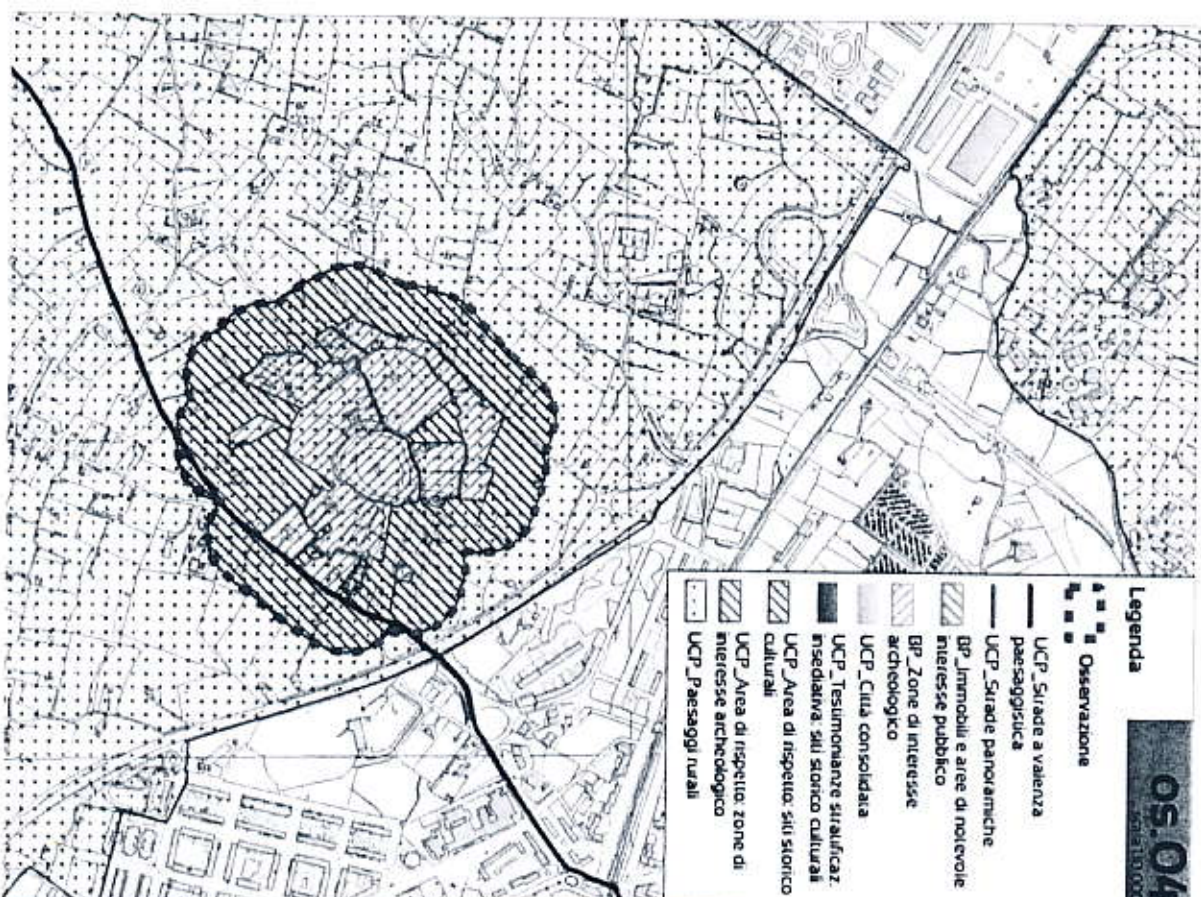 Legenda
os.04
Osservazione
UCP_Strade a valenza
paesaggistica
UCP_Strade panoramiche
BP_Immobili e aree di notevole
interesse pubblico
BP_Zone di interesse
archeologico
UCP_Città consolidata
UCP_Testimonianze stratificaz.
insediativa: siti storico culturali
UCP_Area di rispetto: siti storico
culturali
UCP_Area di rispetto: zone di
interesse archeologico
UCP_Paesaggi rurali